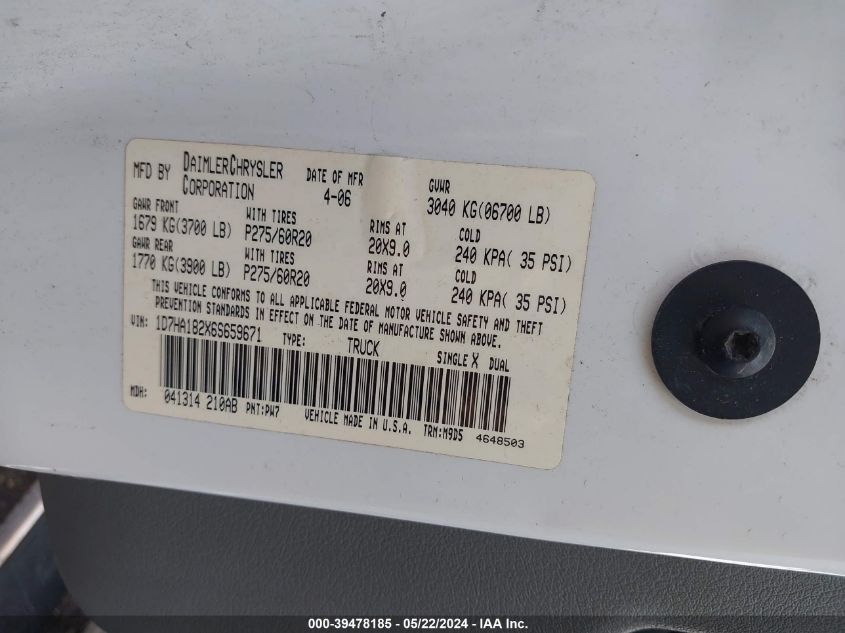 MFD BY DAIMLERCHRYSLER CORPORATION DATE OF MFR 4-06 GVWR 3040 KG(06700 LB)
GAWR FRONT WITH TIRES RIMS AT COLD
1679 KG(3700 LB) P275/60R20 20X9.0 240 KPA( 35 PSI)
GAWR REAR WITH TIRES RIMS AT COLD
1770 KG(3900 LB) P275/60R20 20X9.0 240 KPA( 35 PSI)
THIS VEHICLE CONFORMS TO ALL APPLICABLE FEDERAL MOTOR VEHICLE SAFETY AND THEFT
PREVENTION STANDARDS IN EFFECT ON THE DATE OF MANUFACTURE SHOWN ABOVE.
VIN: 1D7HA182X6S659671 TYPE: TRUCK SINGLE X DUAL
MDH: 041314 210AB PNT:PW7 VEHICLE MADE IN U.S.A. TRM:M9D5 4648503
000-39478185 - 05/22/2024 - IAA Inc.